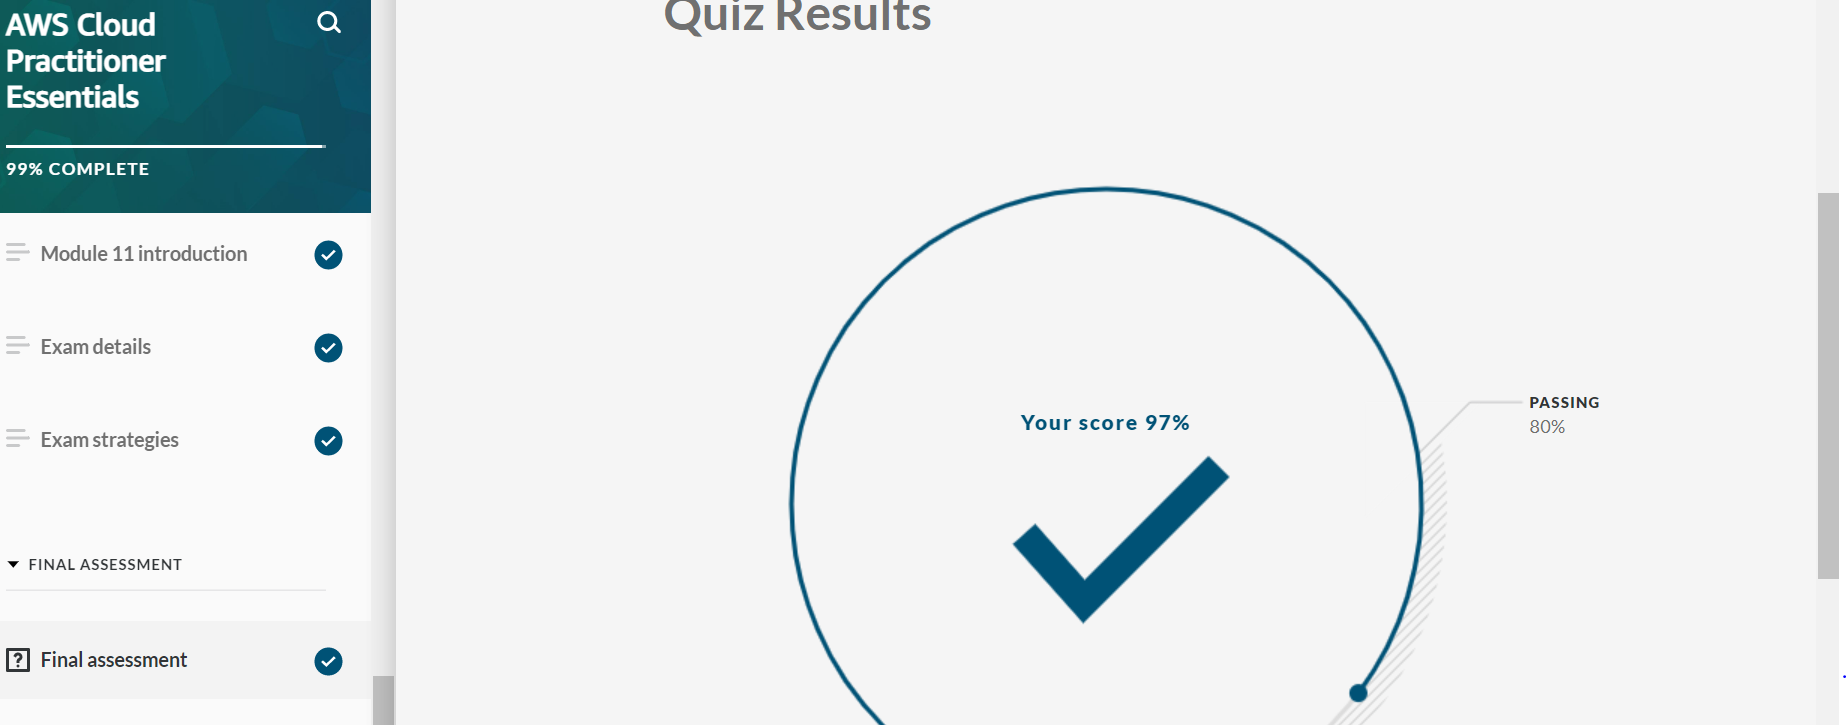 AWS Cloud
Practitioner
Essentials
99% COMPLETE
Module 11 introduction
Exam details
Exam strategies
FINAL ASSESSMENT
Final assessment
Quiz Results
Your score 97%
PASSING
80%